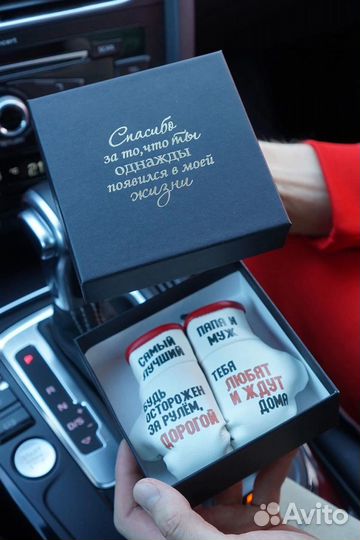 Спасибо
за то, что ты
однажды
появился в моей
жизни
САМЫЙ
ЛУЧШИЙ
БУДЬ
ОСТОРОЖЕН
ЗА РУЛЁМ,
ДОРОГОЙ
ПАПА И
МУЖ
ТЕБЯ
ЛЮБЯТ
И ЖДУТ
ДОМА
P
R
N
D/S
Avito